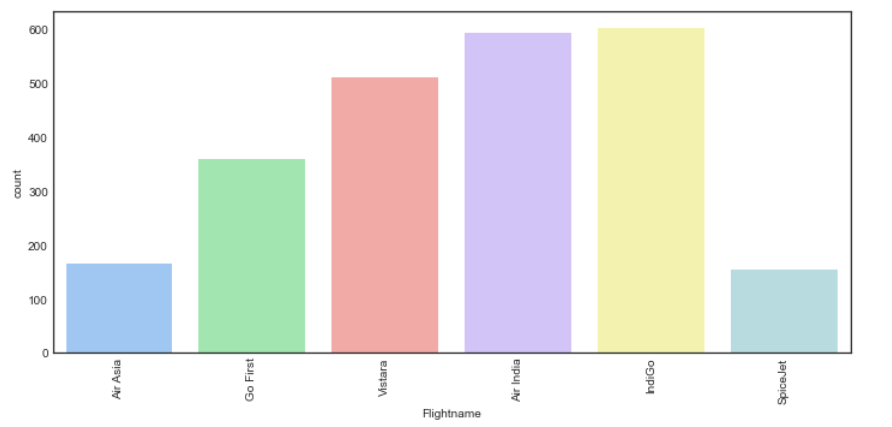 600
500
400
300
200
100
0
count
Air Asia
Go First
Vistara
Air India
IndiGo
SpiceJet
Flightname